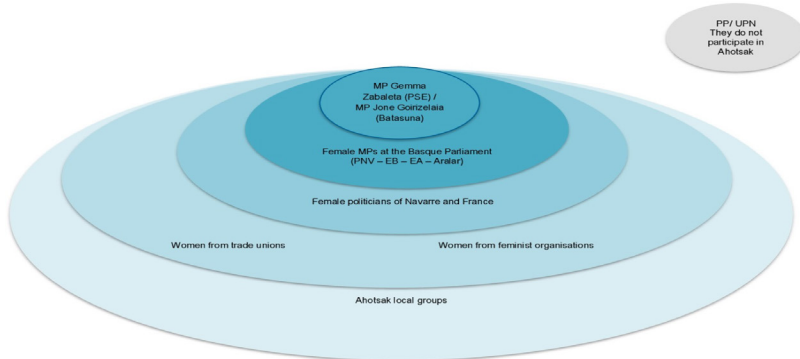 PP/ UPN
They do not
participate in
Ahotsak
MP Gemma
Zabaleta (PSE) /
MP Jone Goirizelaia
(Batasuna)
Female MPs at the Basque Parliament
(PNV – EB – EA – Aralar)
Female politicians of Navarre and France
Women from trade unions
Women from feminist organisations
Ahotsak local groups